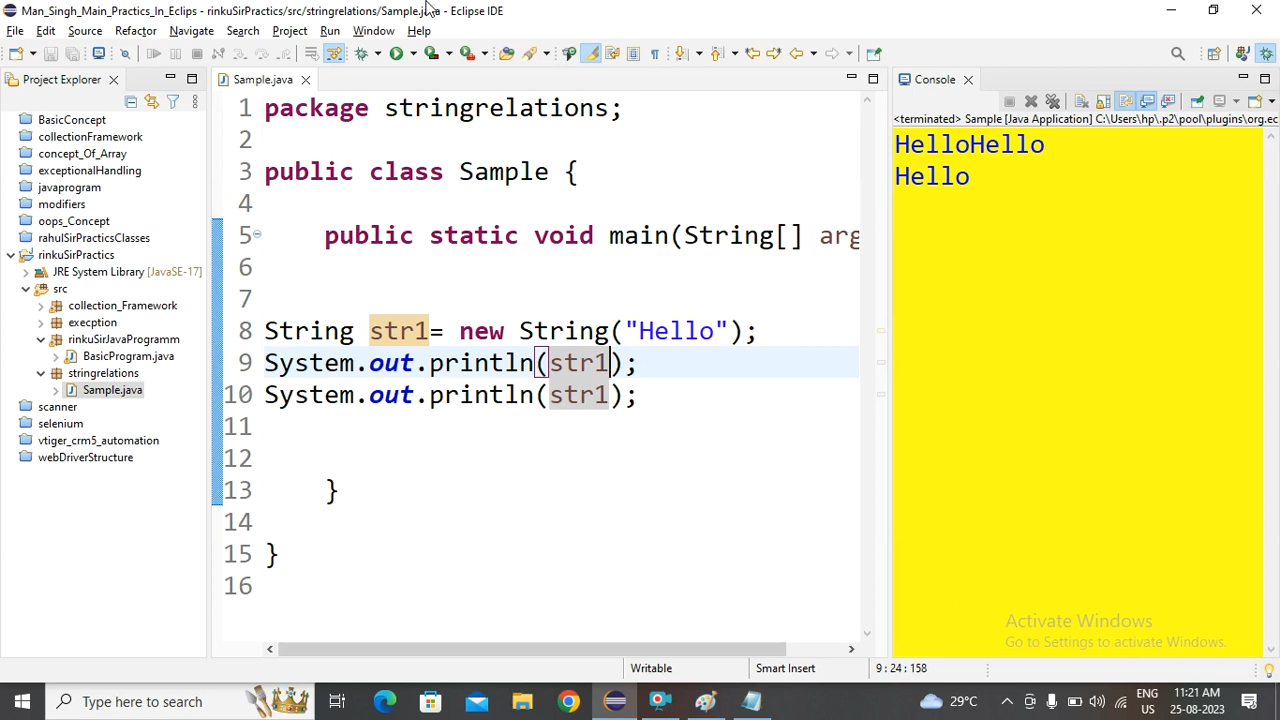 Man_Singh_Main_Practics_In_Eclips - rinkuSirPractics/src/stringrelations/Sample.java - Eclipse IDE
File Edit Source Refactor Navigate Search Project Run Window Help
Project Explorer
BasicConcept
collectionFramework
concept_Of_Array
exceptionalHandling
javaprogram
modifiers
oops_Concept
rahulSirPracticsClasses
rinkuSirPractics
JRE System Library [JavaSE-17]
src
collection_Framework
execption
rinkuSirJavaProgramm
BasicProgram.java
stringrelations
Sample.java
scanner
selenium
vtiger_crm5_automation
webDriverStructure
Sample.java
1 package stringrelations;
2
3 public class Sample {
4
5 public static void main(String[] arg
6
7
8 String str1= new String("Hello");
9 System.out.println(str1);
10 System.out.println(str1);
11
12
13 }
14
15 }
16
Console
<terminated> Sample [Java Application] C:\Users\hp\.p2\pool\plugins\org.ec
HelloHello
Hello
Activate Windows
Go to Settings to activate Windows.
Writable Smart Insert 9 : 24 : 158
Type here to search
29°C
ENG
US
11:21 AM
25-08-2023